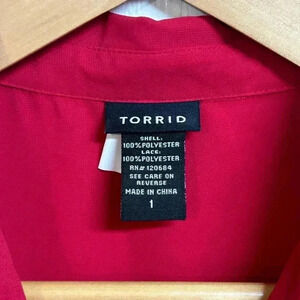 TORRID
SHELL:
100%POLYESTER
LACE:
100%POLYESTER
RN# 120684
SEE CARE ON
REVERSE
MADE IN CHINA
1